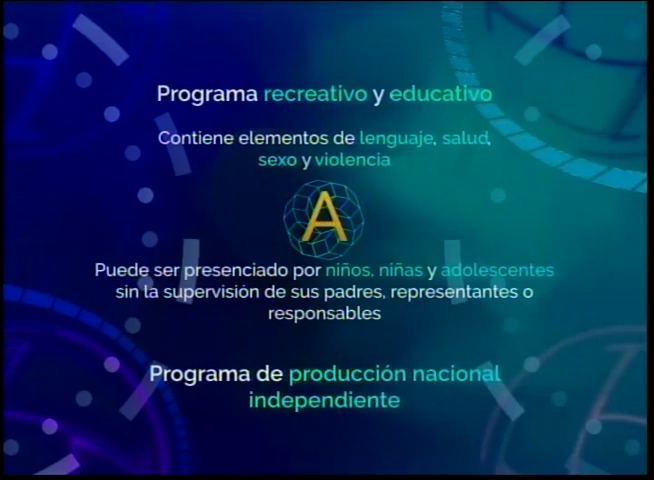 Programa recreativo y educativo
Contiene elementos de lenguaje, salud,
sexo y violencia
A
Puede ser presenciado por niños, niñas y adolescentes
sin la supervisión de sus padres, representantes o
responsables
Programa de producción nacional
independiente